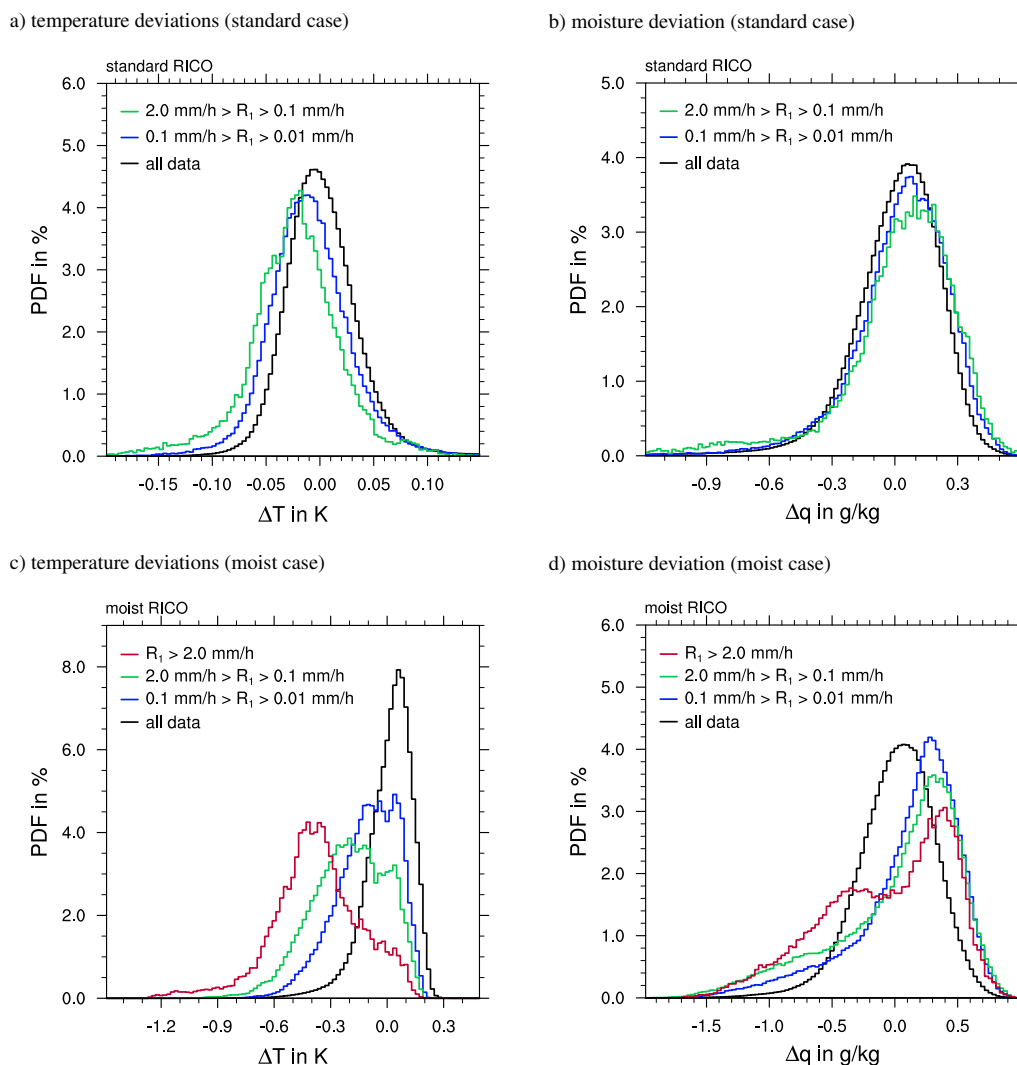 a) temperature deviations (standard case)
b) moisture deviation (standard case)
standard RICO
6.0
5.0
4.0
3.0
2.0
1.0
0.0
PDF in %
2.0 mm/h > R₁ > 0.1 mm/h
0.1 mm/h > R₁ > 0.01 mm/h
all data
-0.15 -0.10 -0.05 0.00 0.05 0.10
ΔT in K
standard RICO
5.0
4.0
3.0
2.0
1.0
0.0
PDF in %
2.0 mm/h > R₁ > 0.1 mm/h
0.1 mm/h > R₁ > 0.01 mm/h
all data
-0.9 -0.6 -0.3 0.0 0.3
Δq in g/kg
c) temperature deviations (moist case)
d) moisture deviation (moist case)
moist RICO
8.0
6.0
4.0
2.0
0.0
PDF in %
R₁ > 2.0 mm/h
2.0 mm/h > R₁ > 0.1 mm/h
0.1 mm/h > R₁ > 0.01 mm/h
all data
-1.2 -0.9 -0.6 -0.3 0.0 0.3
ΔT in K
moist RICO
6.0
5.0
4.0
3.0
2.0
1.0
0.0
PDF in %
R₁ > 2.0 mm/h
2.0 mm/h > R₁ > 0.1 mm/h
0.1 mm/h > R₁ > 0.01 mm/h
all data
-1.5 -1.0 -0.5 0.0 0.5
Δq in g/kg